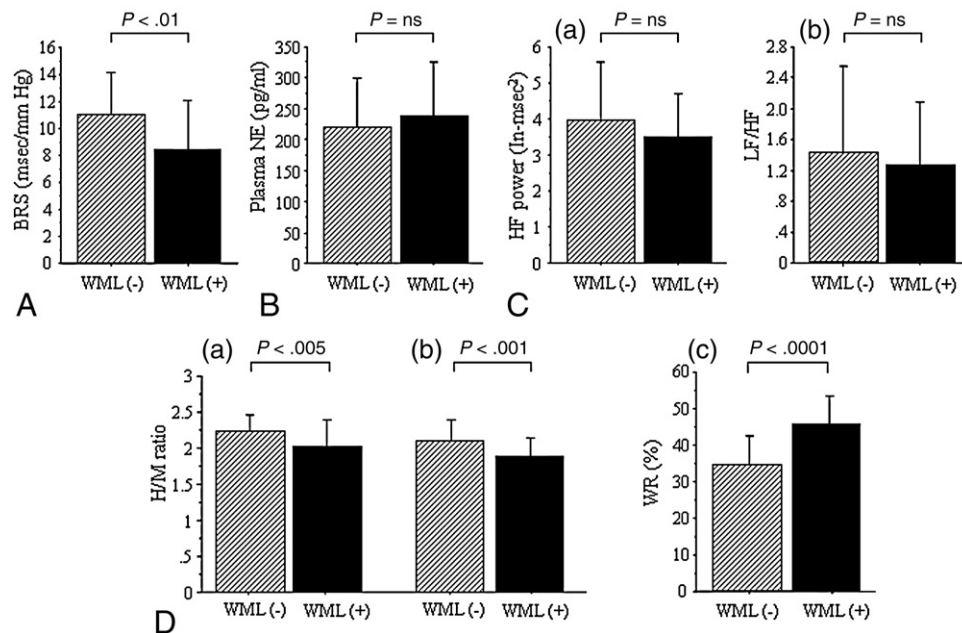 P < .01
16
14
12
10
8
6
4
2
0
BRS (msec/mm Hg)
WML (-) WML (+)
A
P = ns
350
300
250
200
150
100
50
0
Plasma NE (pg/ml)
WML (-) WML (+)
B
(a)
P = ns
6
5
4
3
2
1
0
HF power (ln-msec²)
WML (-) WML (+)
C
(b)
P = ns
2.8
2.4
2
1.6
1.2
.8
.4
0
LF/HF
WML (-) WML (+)
(a)
P < .005
(b)
P < .001
3
2.5
2
1.5
1
.5
0
H/M ratio
WML (-) WML (+) WML (-) WML (+)
D
(c)
P < .0001
60
50
40
30
20
10
0
WR (%)
WML (-) WML (+)